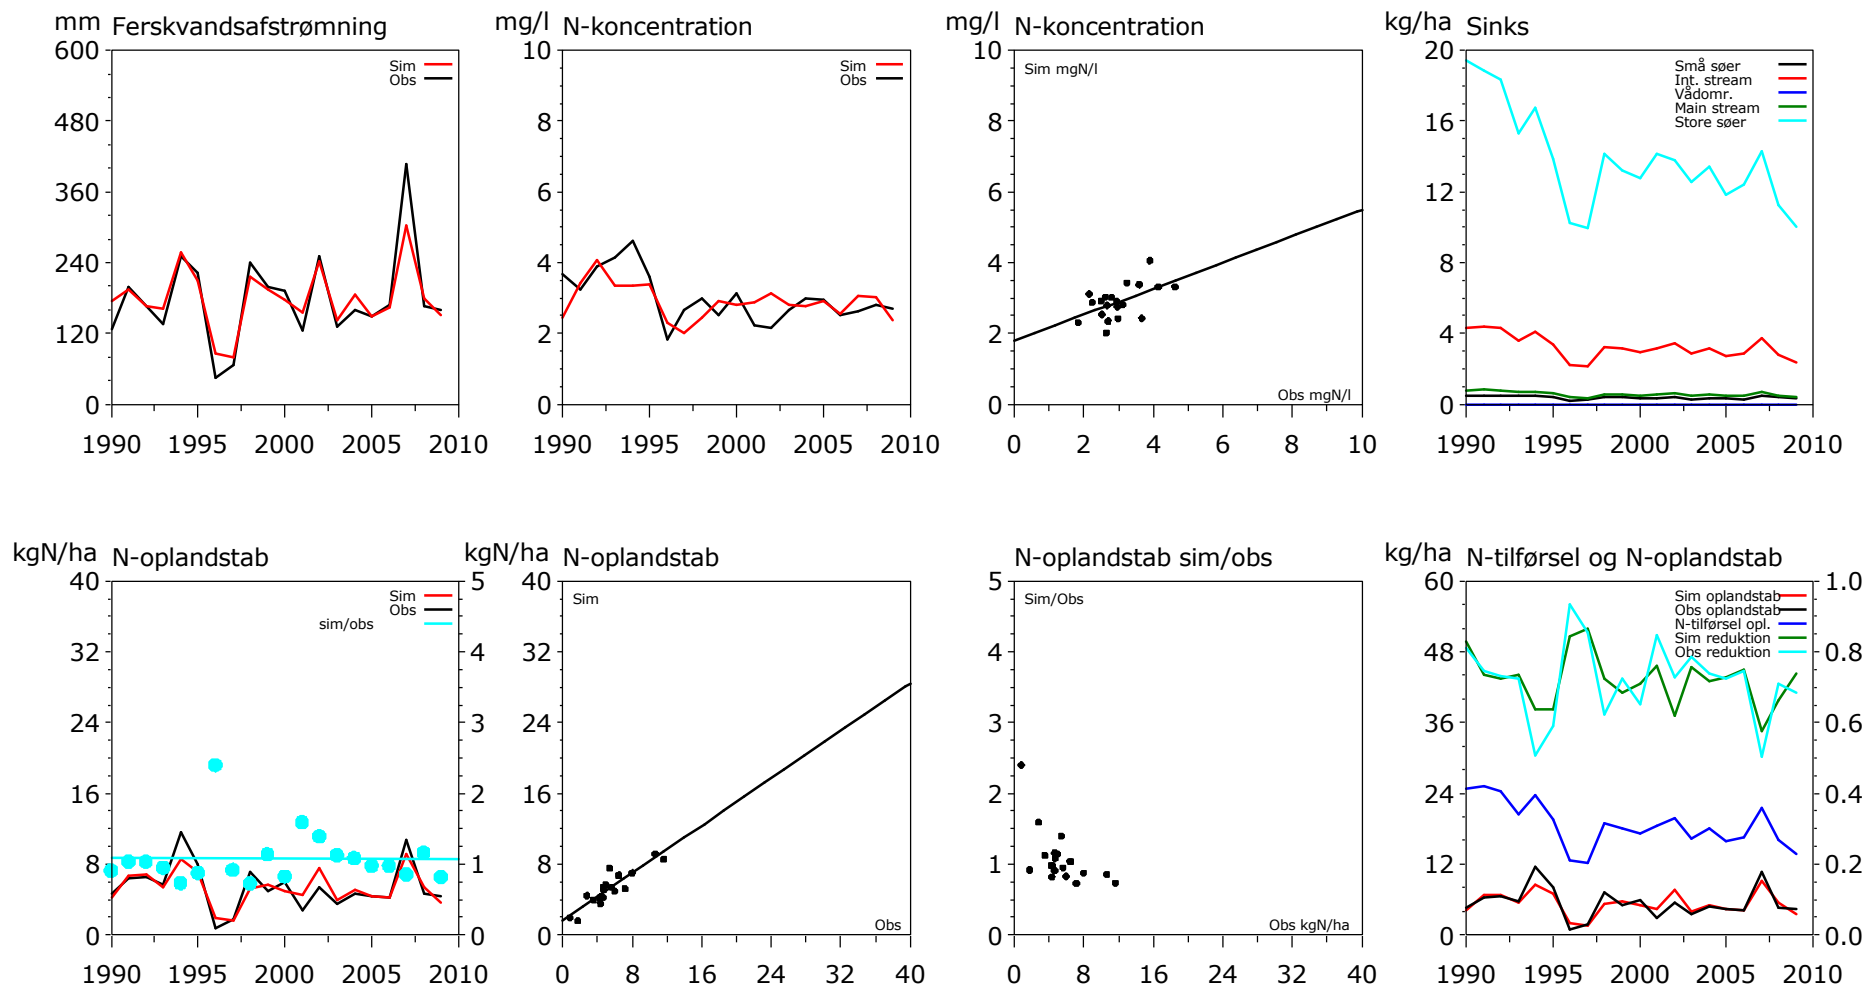 mm Ferskvandsafstrømning
600
480
360
240
120
0
Sim
Obs
1990 1995 2000 2005 2010
mg/l N-koncentration
10
8
6
4
2
0
Sim
Obs
1990 1995 2000 2005 2010
mg/l N-koncentration
10
8
6
4
2
0
Sim mgN/l
Obs mgN/l
0 2 4 6 8 10
kg/ha Sinks
20
16
12
8
4
0
Små søer
Int. stream
Vådomr.
Main stream
Store søer
1990 1995 2000 2005 2010
kgN/ha N-oplandstab
40
32
24
16
8
0
Sim
Obs
sim/obs
5
4
3
2
1
0
1990 1995 2000 2005 2010
kgN/ha N-oplandstab
40
32
24
16
8
0
Sim
Obs
0 8 16 24 32 40
N-oplandstab sim/obs
5
4
3
2
1
0
Sim/Obs
Obs kgN/ha
0 8 16 24 32 40
kg/ha N-tilførsel og N-oplandstab
60
48
36
24
12
0
Sim oplandstab
Obs oplandstab
N-tilførsel opl.
Sim reduktion
Obs reduktion
1.0
0.8
0.6
0.4
0.2
0.0
1990 1995 2000 2005 2010